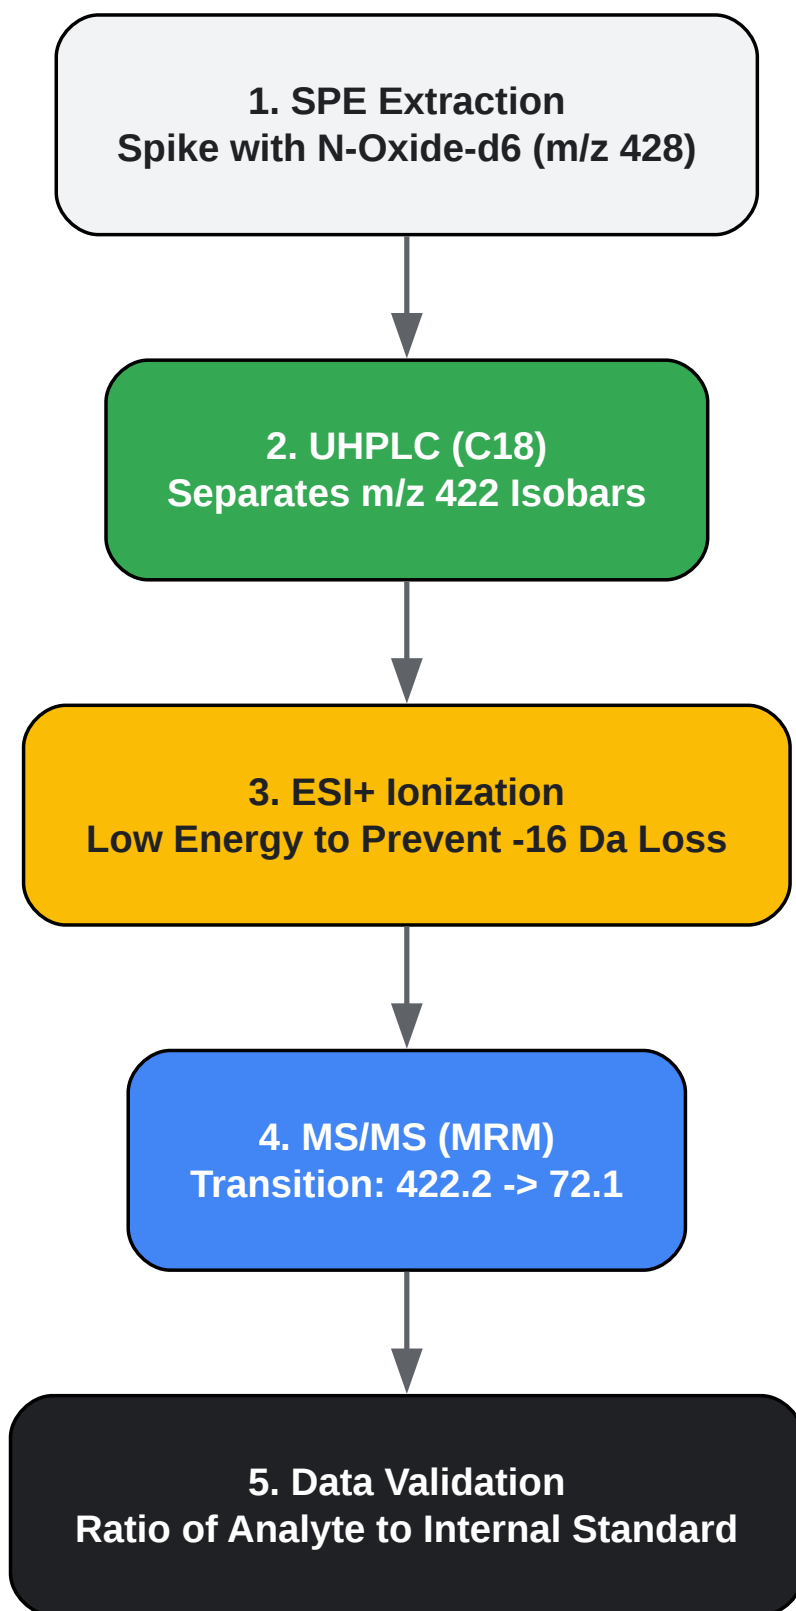 1. SPE Extraction
Spike with N-Oxide-d6 (m/z 428)
2. UHPLC (C18)
Separates m/z 422 Isobars
3. ESI+ Ionization
Low Energy to Prevent -16 Da Loss
4. MS/MS (MRM)
Transition: 422.2 -> 72.1
5. Data Validation
Ratio of Analyte to Internal Standard